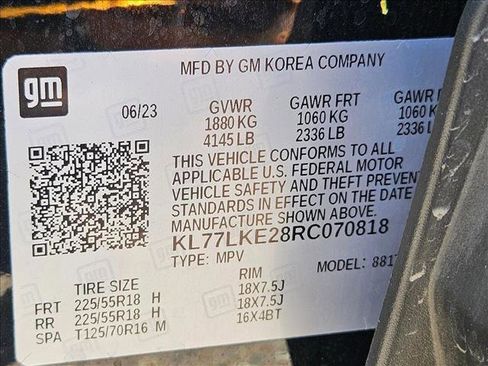 gm
MFD BY GM KOREA COMPANY
06/23 GVWR GAWR FRT GAWR
1880 KG 1060 KG 1060 KG
4145 LB 2336 LB 2336 LB
THIS VEHICLE CONFORMS TO ALL
APPLICABLE U.S. FEDERAL MOTOR
VEHICLE SAFETY AND THEFT PREVENT
STANDARDS IN EFFECT ON THE DATE
MANUFACTURE SHOWN ABOVE.
KL77LKE28RC070818
TYPE: MPV MODEL: 881
TIRE SIZE RIM
FRT 225/55R18 H 18X7.5J
RR 225/55R18 H 18X7.5J
SPA T125/70R16 M 16X4BT